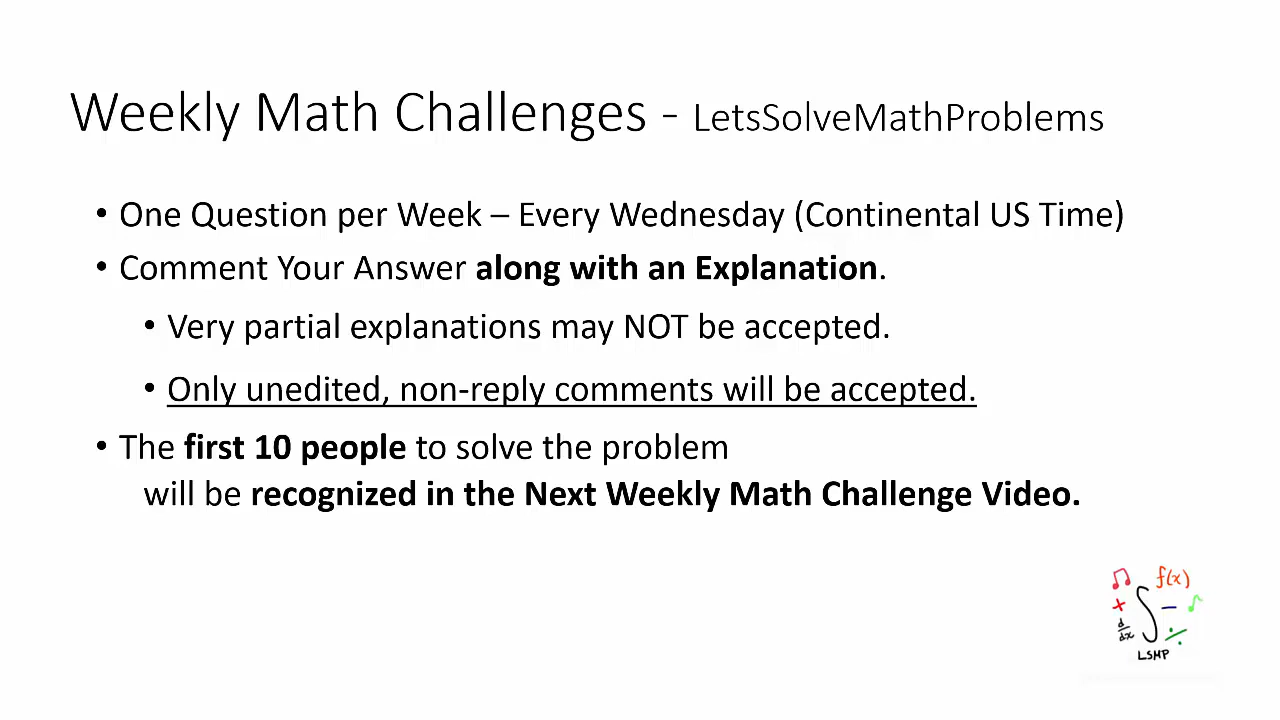 Weekly Math Challenges - LetsSolveMathProblems
• One Question per Week – Every Wednesday (Continental US Time)
• Comment Your Answer along with an Explanation.
• Very partial explanations may NOT be accepted.
• Only unedited, non-reply comments will be accepted.
• The first 10 people to solve the problem
will be recognized in the Next Weekly Math Challenge Video.
f(x)
+ ∫ −
d/dx ÷
LSMP